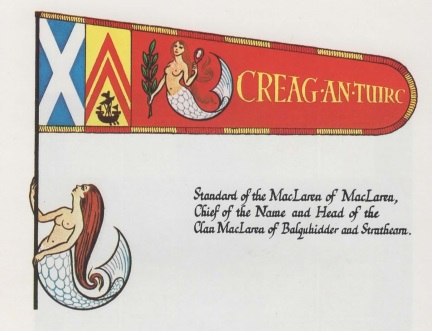 CREAG·AN·TUIRC
Standard of the MacLaren of MacLaren,
Chief of the Name and Head of the
Clan MacLaren of Balquhidder and Strathearn.